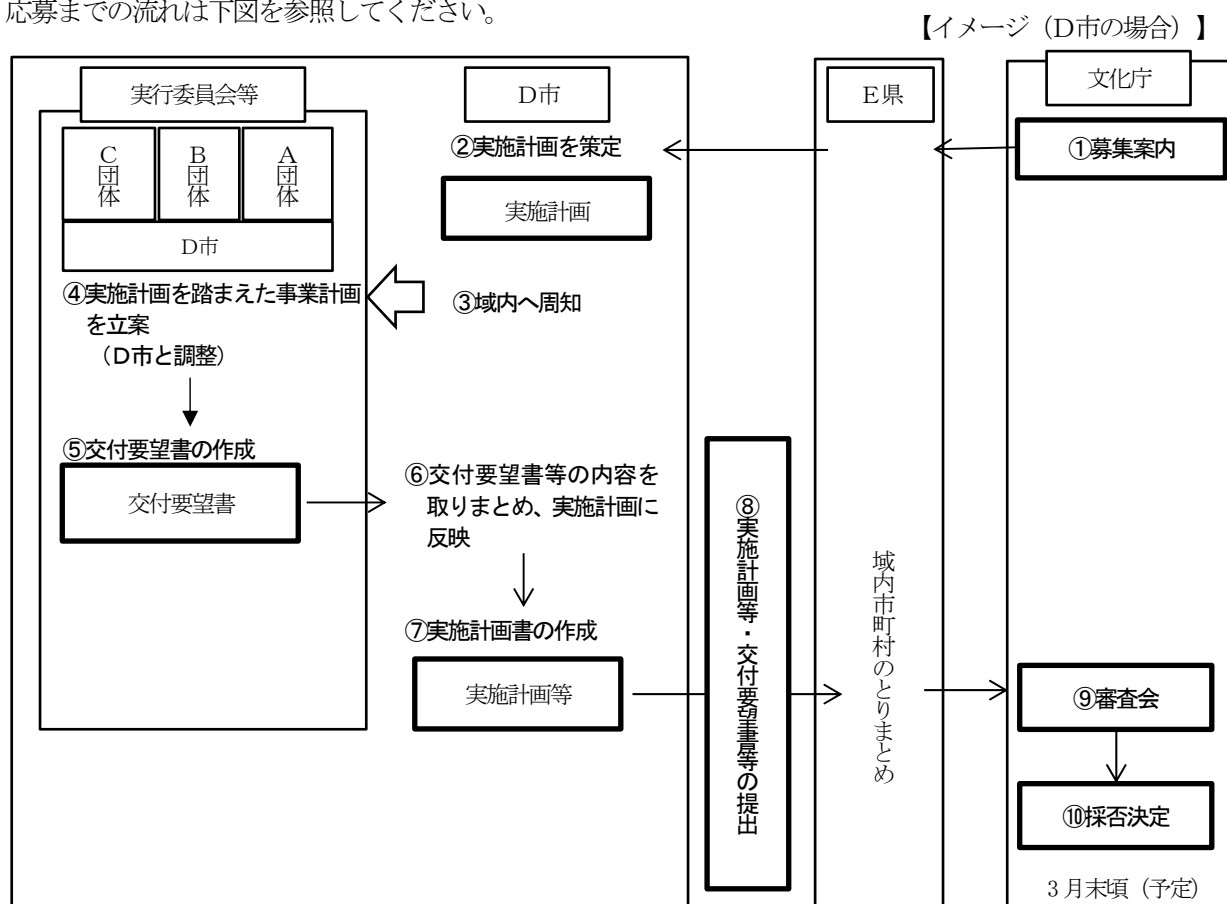 応募までの流れは下図を参照してください。
【イメージ（D市の場合）】
実行委員会等
D市
E県
文化庁
C団体
B団体
A団体
D市
①募集案内
②実施計画を策定
実施計画
③域内へ周知
④実施計画を踏まえた事業計画
を立案
（D市と調整）
⑤交付要望書の作成
交付要望書
⑥交付要望書等の内容を
取りまとめ、実施計画に
反映
⑦実施計画書の作成
実施計画等
⑧実施計画等・交付要望書等の提出
域内市町村のとりまとめ
⑨審査会
⑩採否決定
3月末頃（予定）